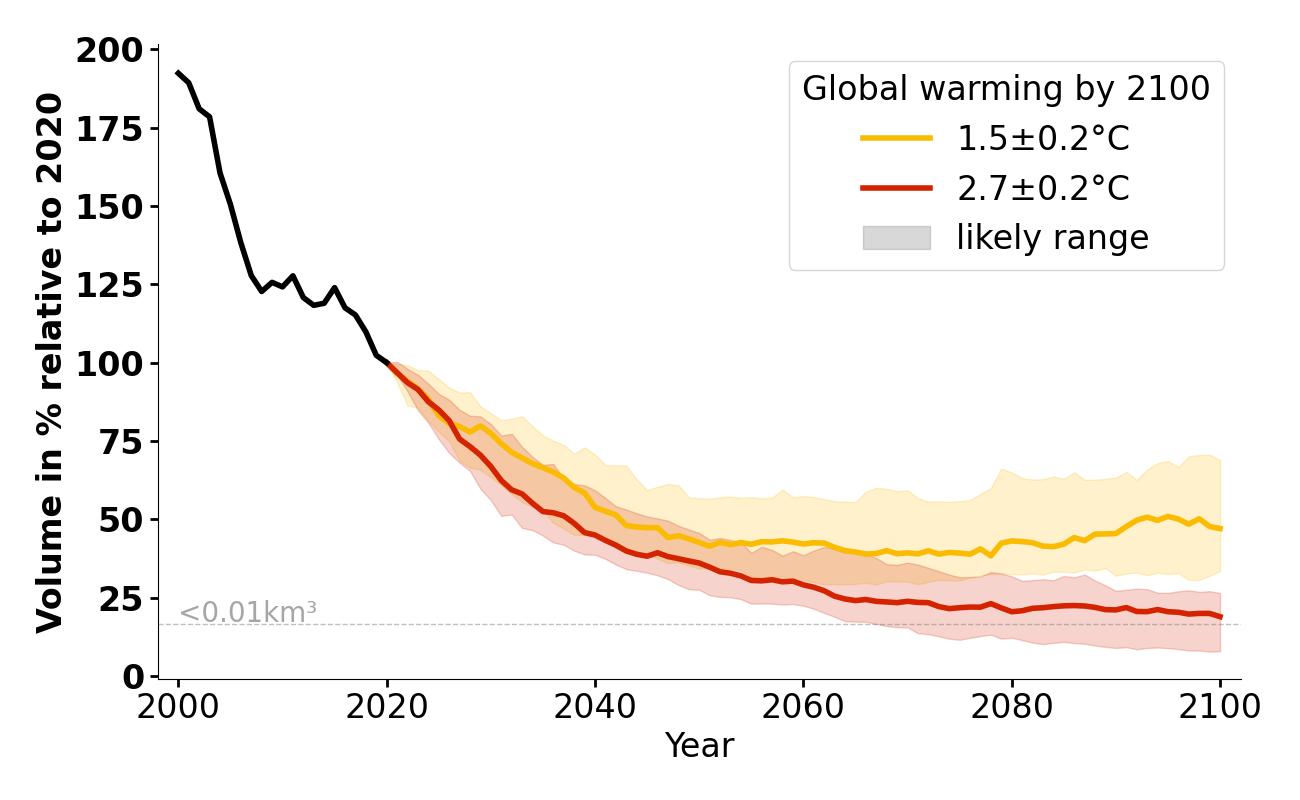 Volume in % relative to 2020
200
175
150
125
100
75
50
25
0
Global warming by 2100
1.5±0.2°C
2.7±0.2°C
likely range
<0.01km³
2000 2020 2040 2060 2080 2100
Year